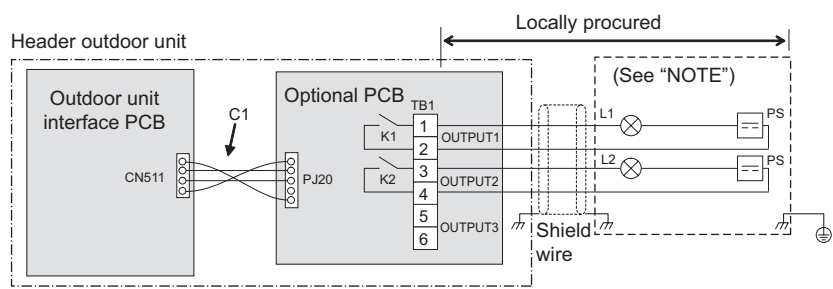 Locally procured
Header outdoor unit
(See “NOTE”)
Outdoor unit
interface PCB
C1
Optional PCB
TB1
L1
PS
K1
1
OUTPUT1
2
L2
PS
CN511
PJ20
K2
3
OUTPUT2
4
5
OUTPUT3
6
Shield
wire